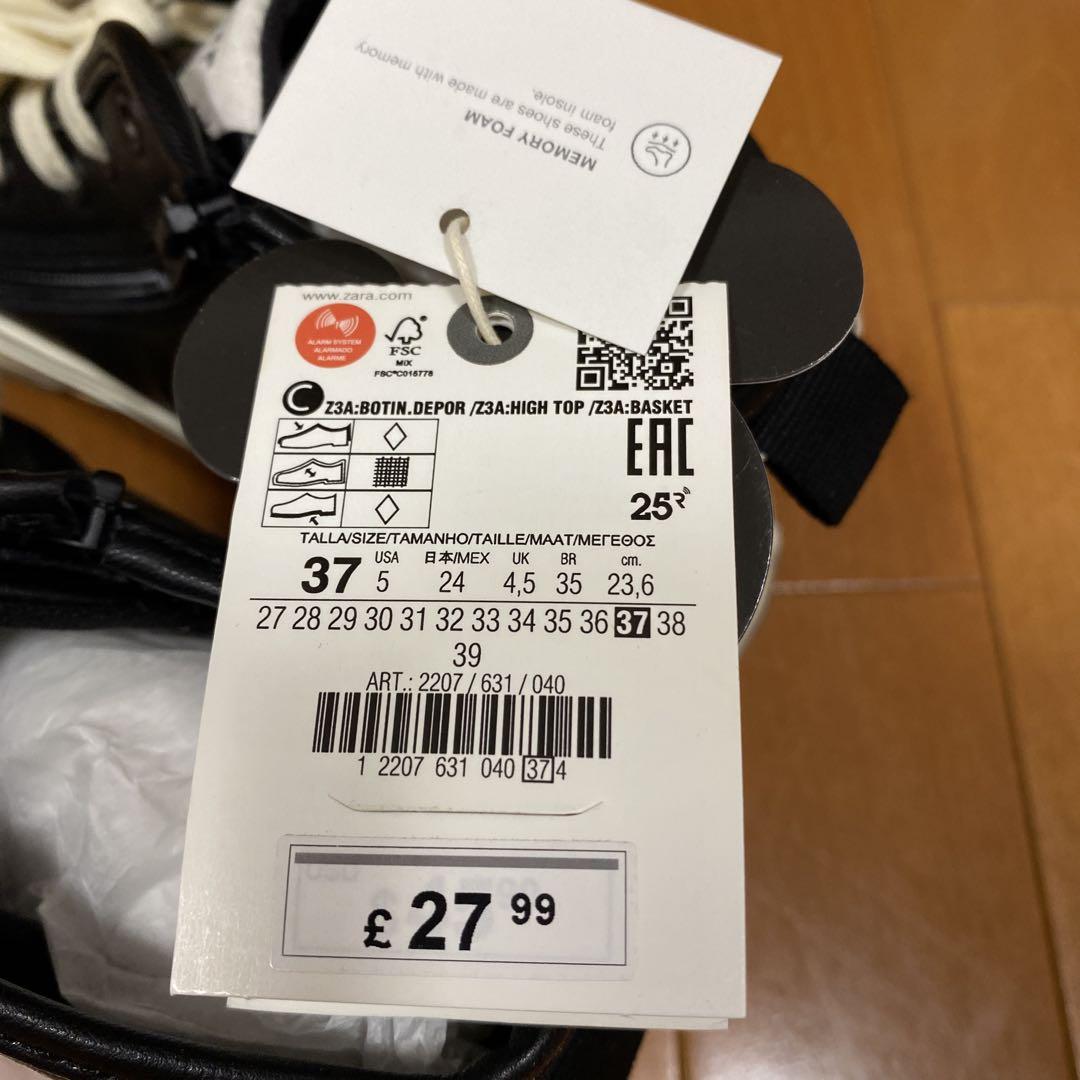 MEMORY FOAM
These shoes are made with memory
foam insole.
www.zara.com
ALARM SYSTEM
ALARMADO
ALARME
FSC®
MIX
FSC®C015778
Z3A:BOTIN.DEPOR /Z3A:HIGH TOP /Z3A:BASKET
EAC
25R
TALLA/SIZE/TAMANHO/TAILLE/MAAT/ΜΕΓΕΘΟΣ
37 USA 5 日本/MEX 24 UK 4,5 BR 35 cm. 23,6
27 28 29 30 31 32 33 34 35 36 37 38
39
ART.: 2207 / 631 / 040
1 2207 631 040 37 4
£ 27 99